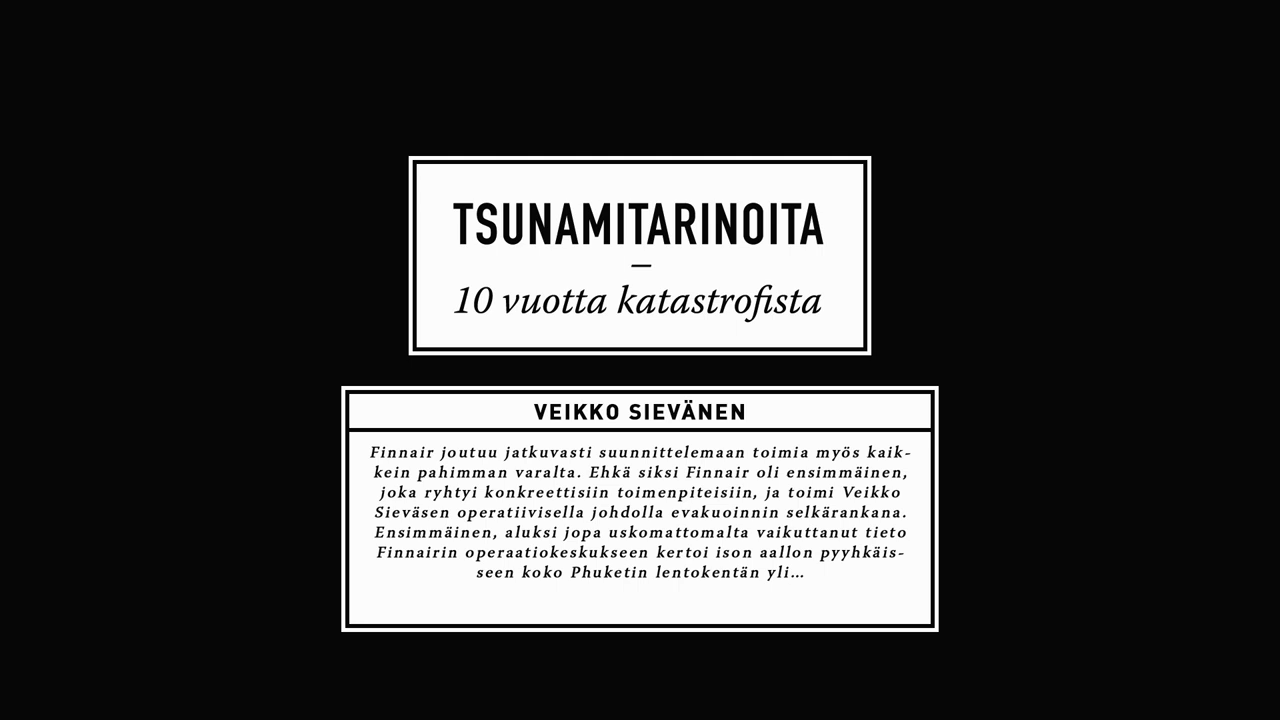 TSUNAMITARINOITA
–
10 vuotta katastrofista
VEIKKO SIEVÄNEN
Finnair joutuu jatkuvasti suunnittelemaan toimia myös kaik-
kein pahimman varalta. Ehkä siksi Finnair oli ensimmäinen,
joka ryhtyi konkreettisiin toimenpiteisiin, ja toimi Veikko
Sieväsen operatiivisella johdolla evakuoinnin selkärankana.
Ensimmäinen, aluksi jopa uskomattomalta vaikuttanut tieto
Finnairin operaatiokeskukseen kertoi ison aallon pyyhkäis-
seen koko Phuketin lentokentän yli...